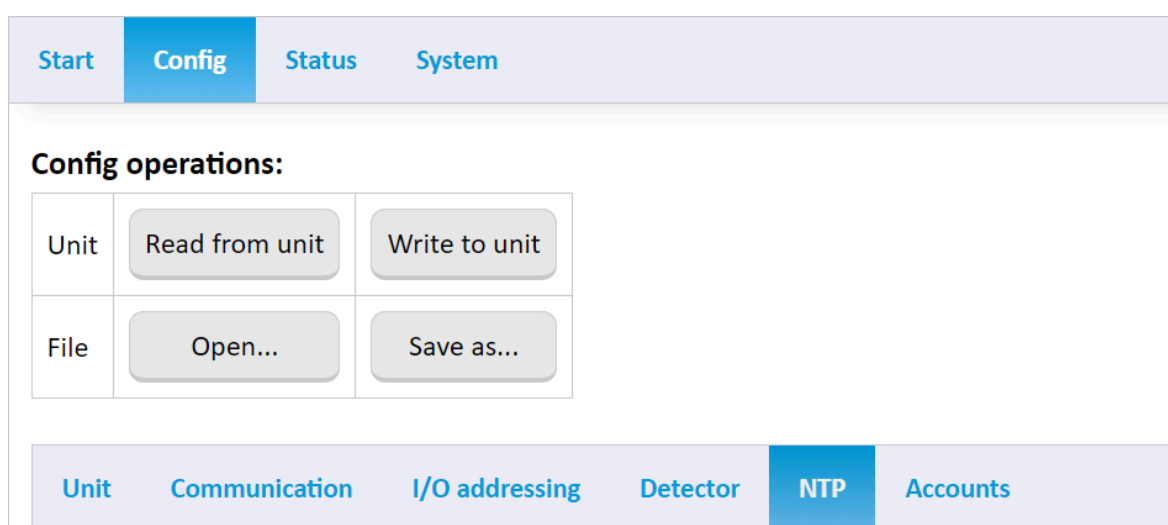 Start Config Status System
Config operations:
Unit Read from unit Write to unit
File Open... Save as...
Unit Communication I/O addressing Detector NTP Accounts